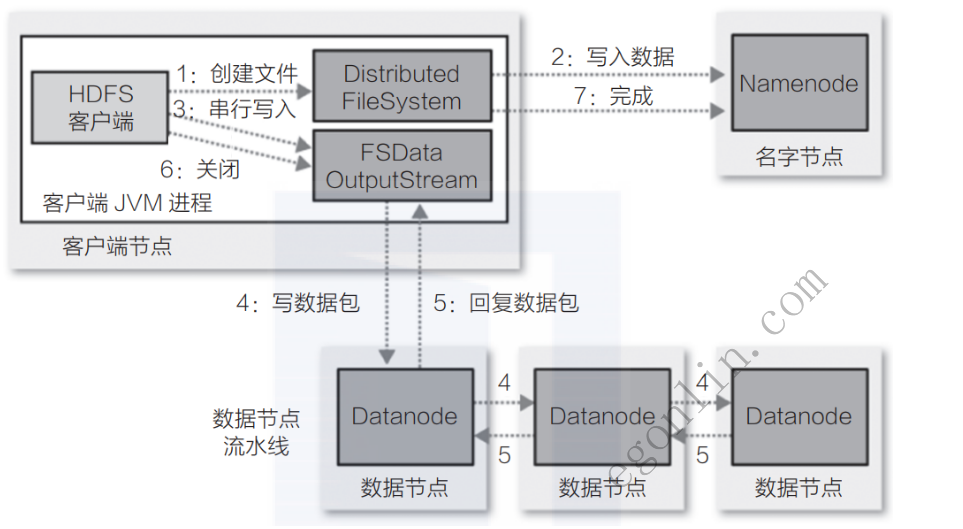 1：创建文件
2：写入数据
Distributed
FileSystem
HDFS
客户端
Namenode
7：完成
3：串行写入
FSData
OutputStream
6：关闭
名字节点
客户端 JVM 进程
客户端节点
4：写数据包
5：回复数据包
egonlin.com
4
4
Datanode
Datanode
Datanode
数据节点
流水线
5
5
数据节点
数据节点
数据节点